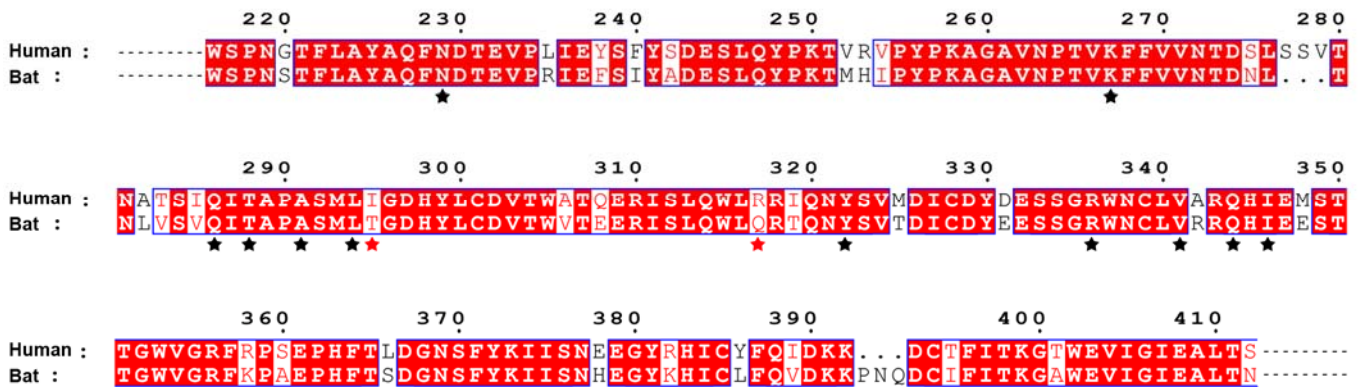 220 230 240 250 260 270 280
Human : ---------WSPNGTFLAYAQFNDTEVPLIEYSFYSDESLQYPKTVRVPYPKAGAVNPTVKFFVVNTDSLSSVT
Bat : ---------WSPNSTFLAYAQFNDTEVPRIEFSIYADESLQYPKTMHIPYPKAGAVNPTVKFFVVNTDNL...T
290 300 310 320 330 340 350
Human : NATSIQITAPASMLIGDHYLCDVTWATQERISLQWLRRIQNYSVMDICDYDESSGRWNCLVARQHIEMST
Bat : NLVSVQITAPASMLTGDHYLCDVTWVTEERISLQWLQRTQNYSVTDICDYEESSGRWNCLVRRQHIEEST
360 370 380 390 400 410
Human : TGWVGRFRPSEPHFTLDGNSFYKIISNEEGYRHICYFQIDKK...DCTFITKGTWEVIGIEALTS---------
Bat : TGWVGRFKPAEPHFTSDGNSFYKIISNHEGYKHICLFQVDKKPNQDCIFITKGAWEVIGIEALTN---------